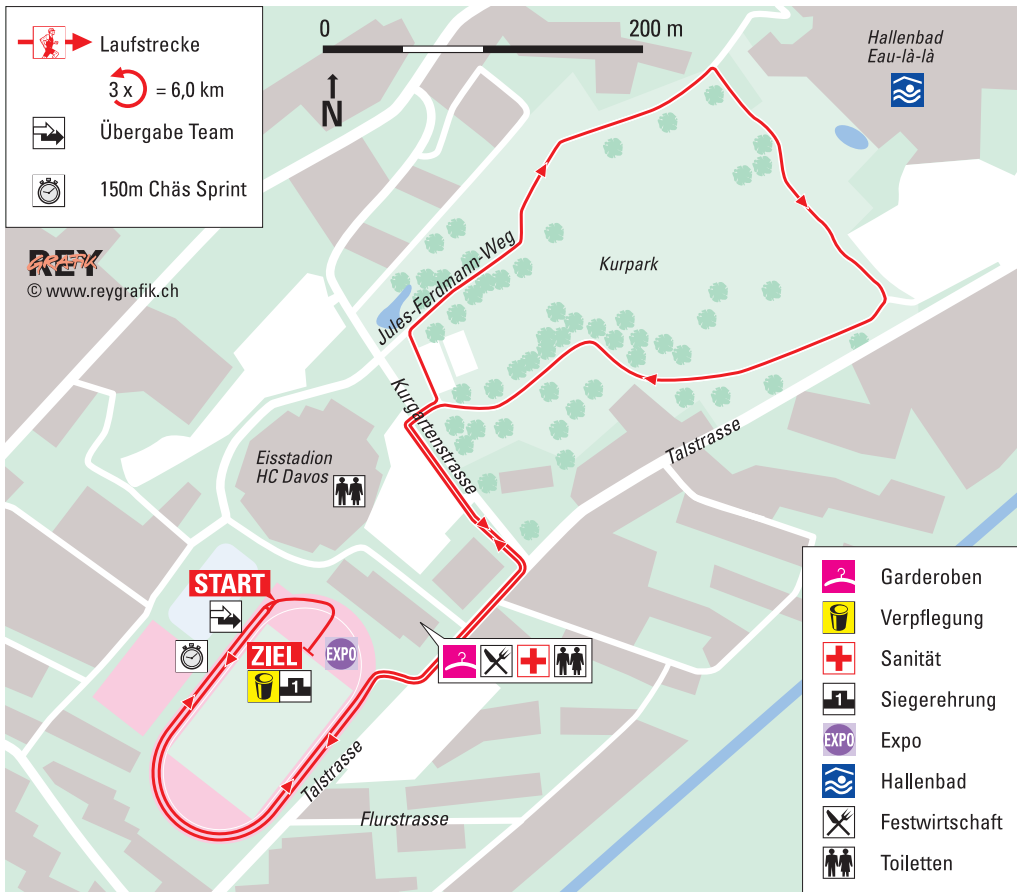 Laufstrecke
3 x = 6,0 km
Übergabe Team
150m Chäs Sprint
REY
GRAFIK
© www.reygrafik.ch
0 200 m
N
Hallenbad
Eau-là-là
Kurpark
Jules-Ferdmann-Weg
Kurgartenstrasse
Talstrasse
Eisstadion
HC Davos
START
ZIEL
1
EXPO
Talstrasse
Flurstrasse
Garderoben
Verpflegung
Sanität
1 Siegerehrung
EXPO Expo
Hallenbad
Festwirtschaft
Toiletten